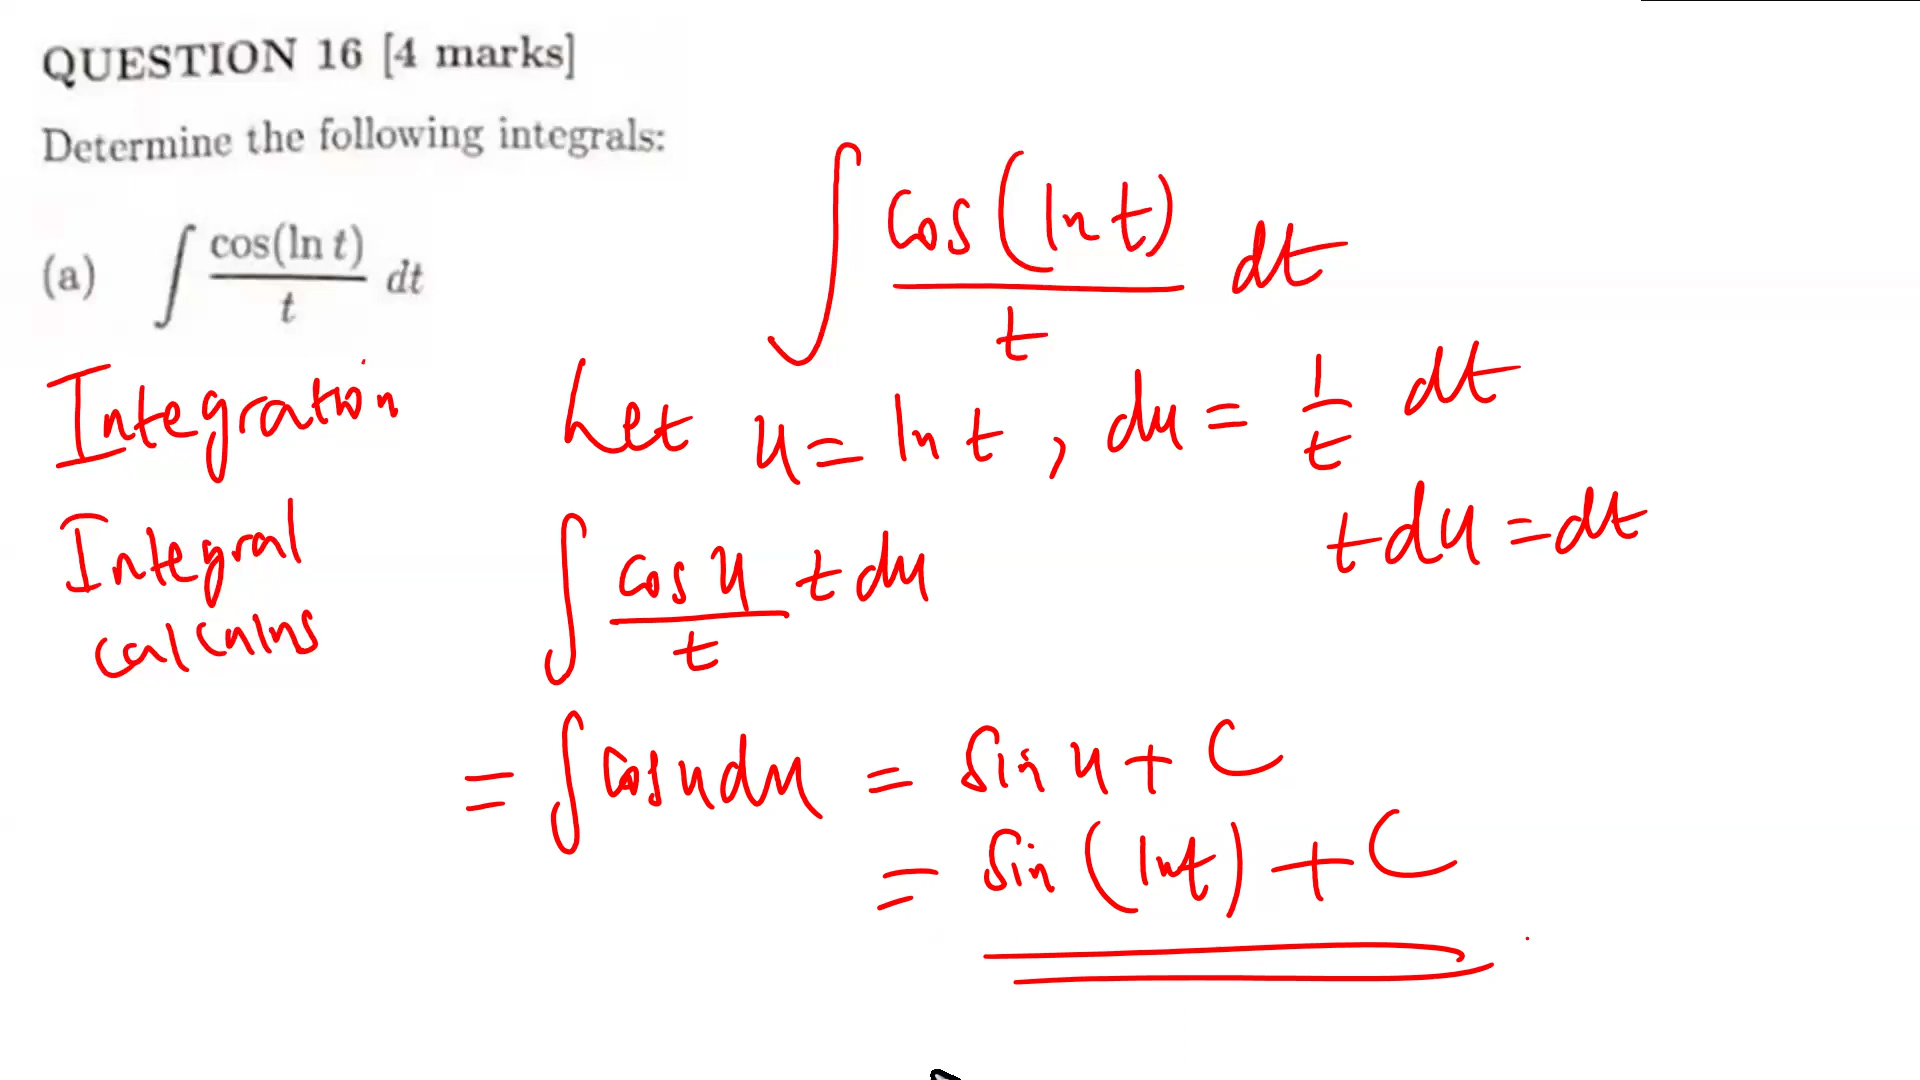 QUESTION 16 [4 marks]
Determine the following integrals:
(a) ∫ cos(ln t)/t dt
∫ cos(ln t)/t dt
Integration
Let u = ln t, du = 1/t dt
t du = dt
Integral
calculus
∫ cos u/t t du
= ∫ cos u du = sin u + C
= sin (ln t) + C